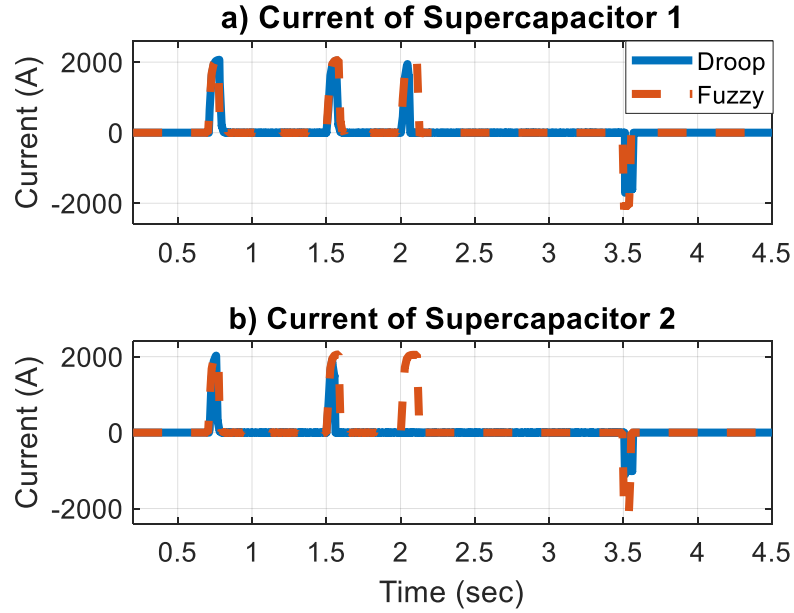 a) Current of Supercapacitor 1
2000
0
-2000
Current (A)
Droop
Fuzzy
0.5 1 1.5 2 2.5 3 3.5 4 4.5
b) Current of Supercapacitor 2
2000
0
-2000
Current (A)
0.5 1 1.5 2 2.5 3 3.5 4 4.5
Time (sec)